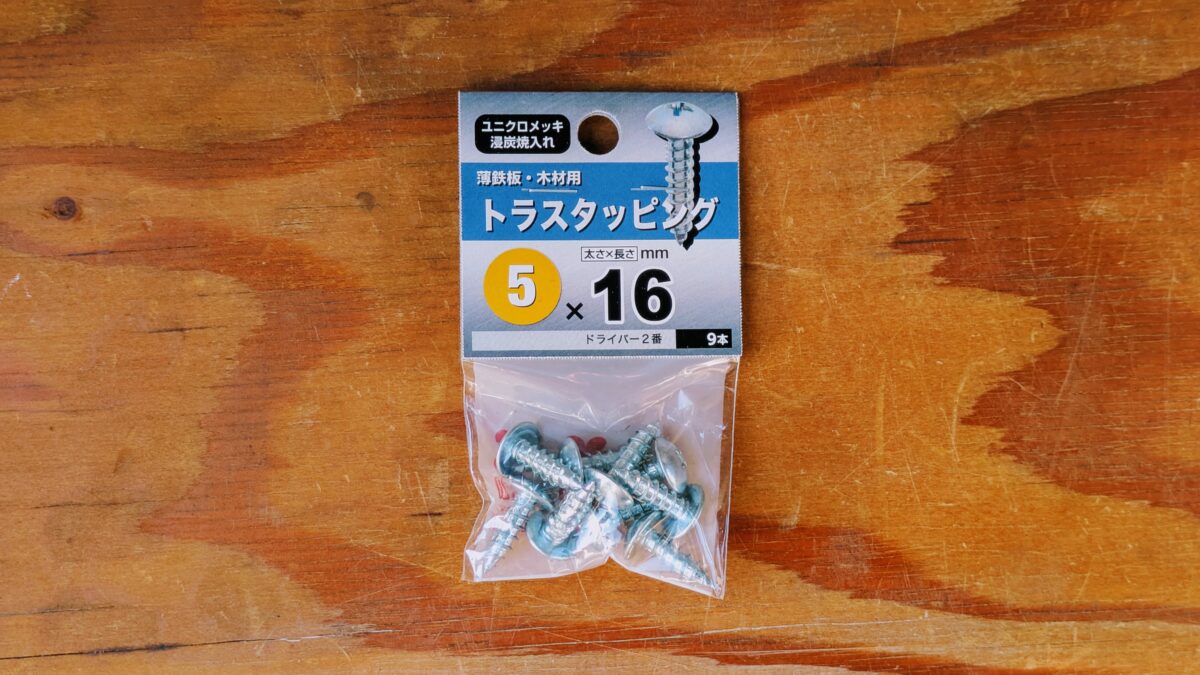 ユニクロメッキ
浸炭焼入れ
薄鉄板・木材用
トラスタッピング
太さ×長さ mm
5 × 16
ドライバー2番 9本